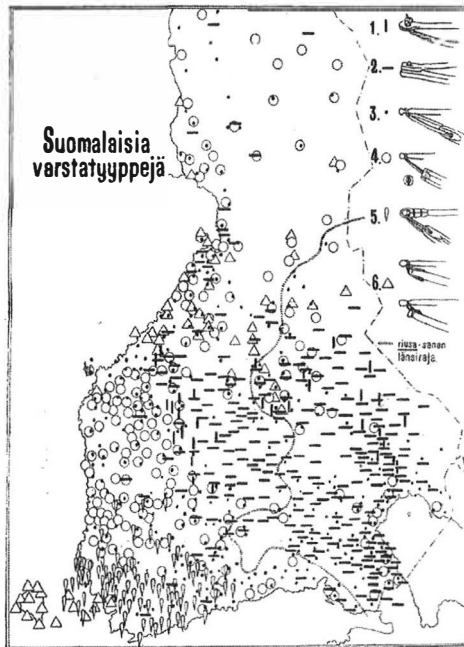 Suomalaisia
varstatyyppejä
1.
2.
3.
4.
5.
6.
riusa-sanan
länsiraja